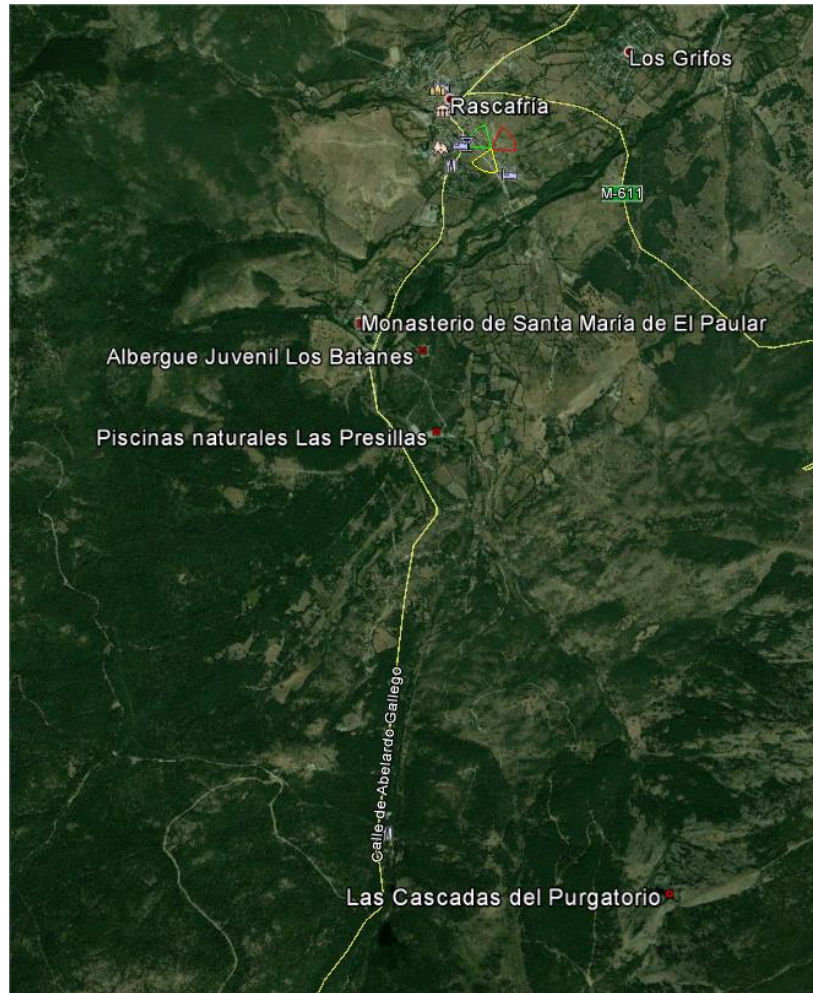 Los Grifos
Rascafría
M-611
Monasterio de Santa María de El Paular
Albergue Juvenil Los Batanes
Piscinas naturales Las Presillas
Calle de Abelardo Gallego
Las Cascadas del Purgatorio